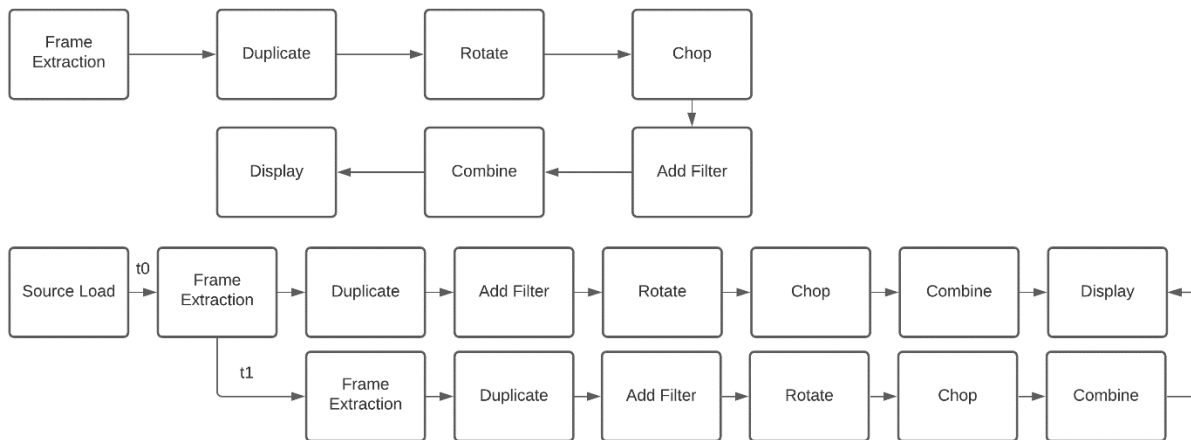 Frame
Extraction
Duplicate
Rotate
Chop
Display
Combine
Add Filter
Source Load
t0
Frame
Extraction
Duplicate
Add Filter
Rotate
Chop
Combine
Display
t1
Frame
Extraction
Duplicate
Add Filter
Rotate
Chop
Combine